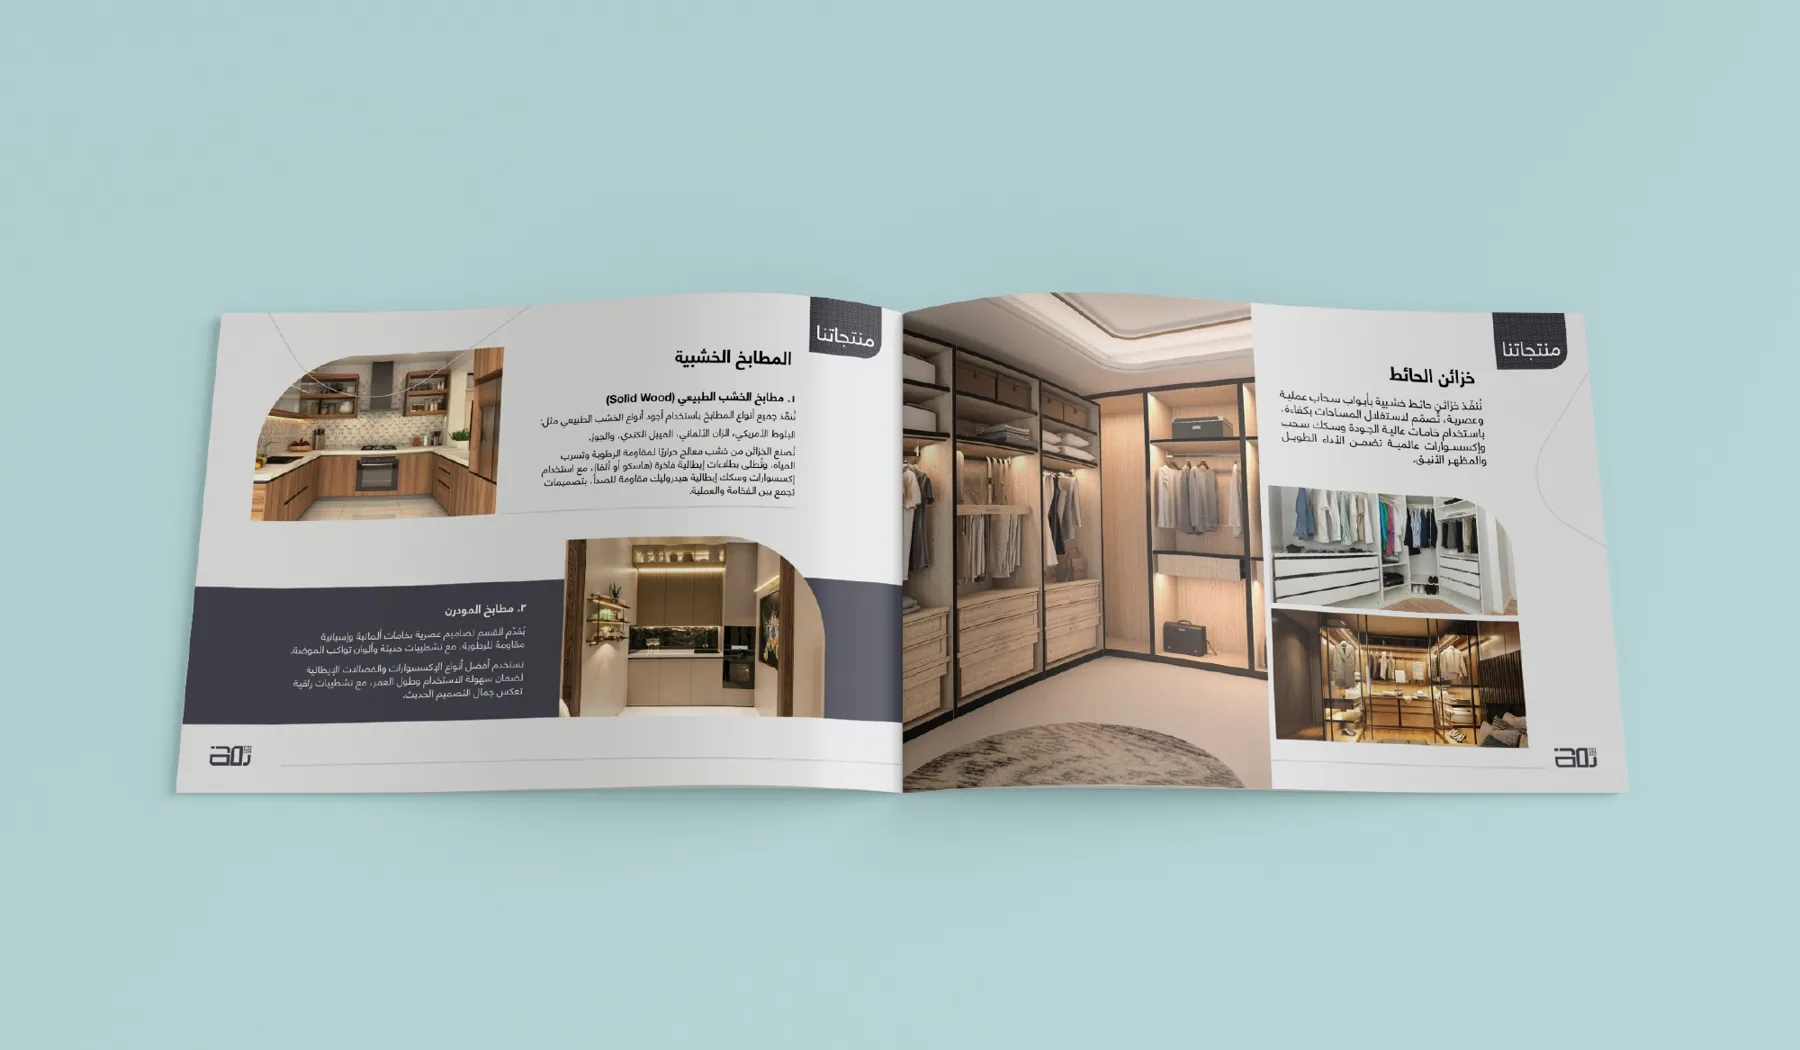 منتجاتنا
خزائن الحائط
نُنفّذ خزائن حائط خشبية بأبواب سحاب عملية
وعصرية، تُصمّم لاستغلال المساحات بكفاءة،
باستخدام خامات عالية الجودة وسكك سحب
وإكسسوارات عالمية تضمن الأداء الطويل
والمظهر الأنيق.
منتجاتنا
المطابخ الخشبية
١. مطابخ الخشب الطبيعي (Solid Wood)
نُنفّذ جميع أنواع المطابخ باستخدام أجود أنواع الخشب الطبيعي مثل:
البلوط الأمريكي، الزان الألماني، الميبل الكندي، والجوز.
تُصنع الخزائن من خشب معالج حراريًا لمقاومة الرطوبة وتسرب
المياه، وتُطلى بطلاءات إيطالية فاخرة (هاسكو أو ألفا)، مع استخدام
إكسسوارات وسكك إيطالية هيدروليك مقاومة للصدأ، بتصميمات
تجمع بين الفخامة والعملية.
٢. مطابخ المودرن
يُقدّم القسم تصاميم عصرية بخامات ألمانية وإسبانية
مقاومة للرطوبة، مع تشطيبات حديثة وألوان تواكب الموضة.
نستخدم أفضل أنواع الإكسسوارات والمفصلات الإيطالية
لضمان سهولة الاستخدام وطول العمر، مع تشطيبات راقية
تعكس جمال التصميم الحديث.